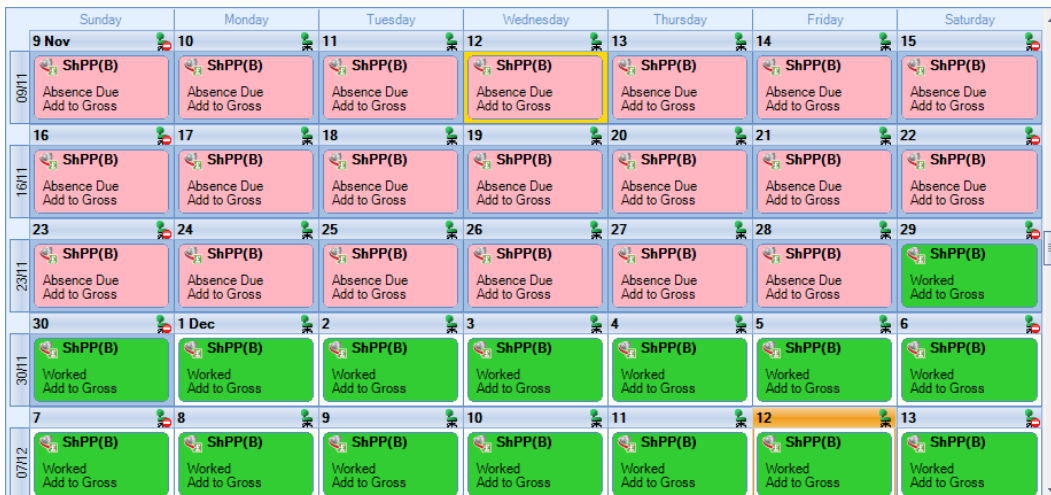 Sunday Monday Tuesday Wednesday Thursday Friday Saturday
9 Nov 10 11 12 13 14 15
09/11
ShPP(B) ShPP(B) ShPP(B) ShPP(B) ShPP(B) ShPP(B) ShPP(B)
Absence Due Absence Due Absence Due Absence Due Absence Due Absence Due Absence Due
Add to Gross Add to Gross Add to Gross Add to Gross Add to Gross Add to Gross Add to Gross
16 17 18 19 20 21 22
16/11
ShPP(B) ShPP(B) ShPP(B) ShPP(B) ShPP(B) ShPP(B) ShPP(B)
Absence Due Absence Due Absence Due Absence Due Absence Due Absence Due Absence Due
Add to Gross Add to Gross Add to Gross Add to Gross Add to Gross Add to Gross Add to Gross
23 24 25 26 27 28 29
23/11
ShPP(B) ShPP(B) ShPP(B) ShPP(B) ShPP(B) ShPP(B) ShPP(B)
Absence Due Absence Due Absence Due Absence Due Absence Due Absence Due Worked
Add to Gross Add to Gross Add to Gross Add to Gross Add to Gross Add to Gross Add to Gross
30 1 Dec 2 3 4 5 6
30/11
ShPP(B) ShPP(B) ShPP(B) ShPP(B) ShPP(B) ShPP(B) ShPP(B)
Worked Worked Worked Worked Worked Worked Worked
Add to Gross Add to Gross Add to Gross Add to Gross Add to Gross Add to Gross Add to Gross
7 8 9 10 11 12 13
07/12
ShPP(B) ShPP(B) ShPP(B) ShPP(B) ShPP(B) ShPP(B) ShPP(B)
Worked Worked Worked Worked Worked Worked Worked
Add to Gross Add to Gross Add to Gross Add to Gross Add to Gross Add to Gross Add to Gross